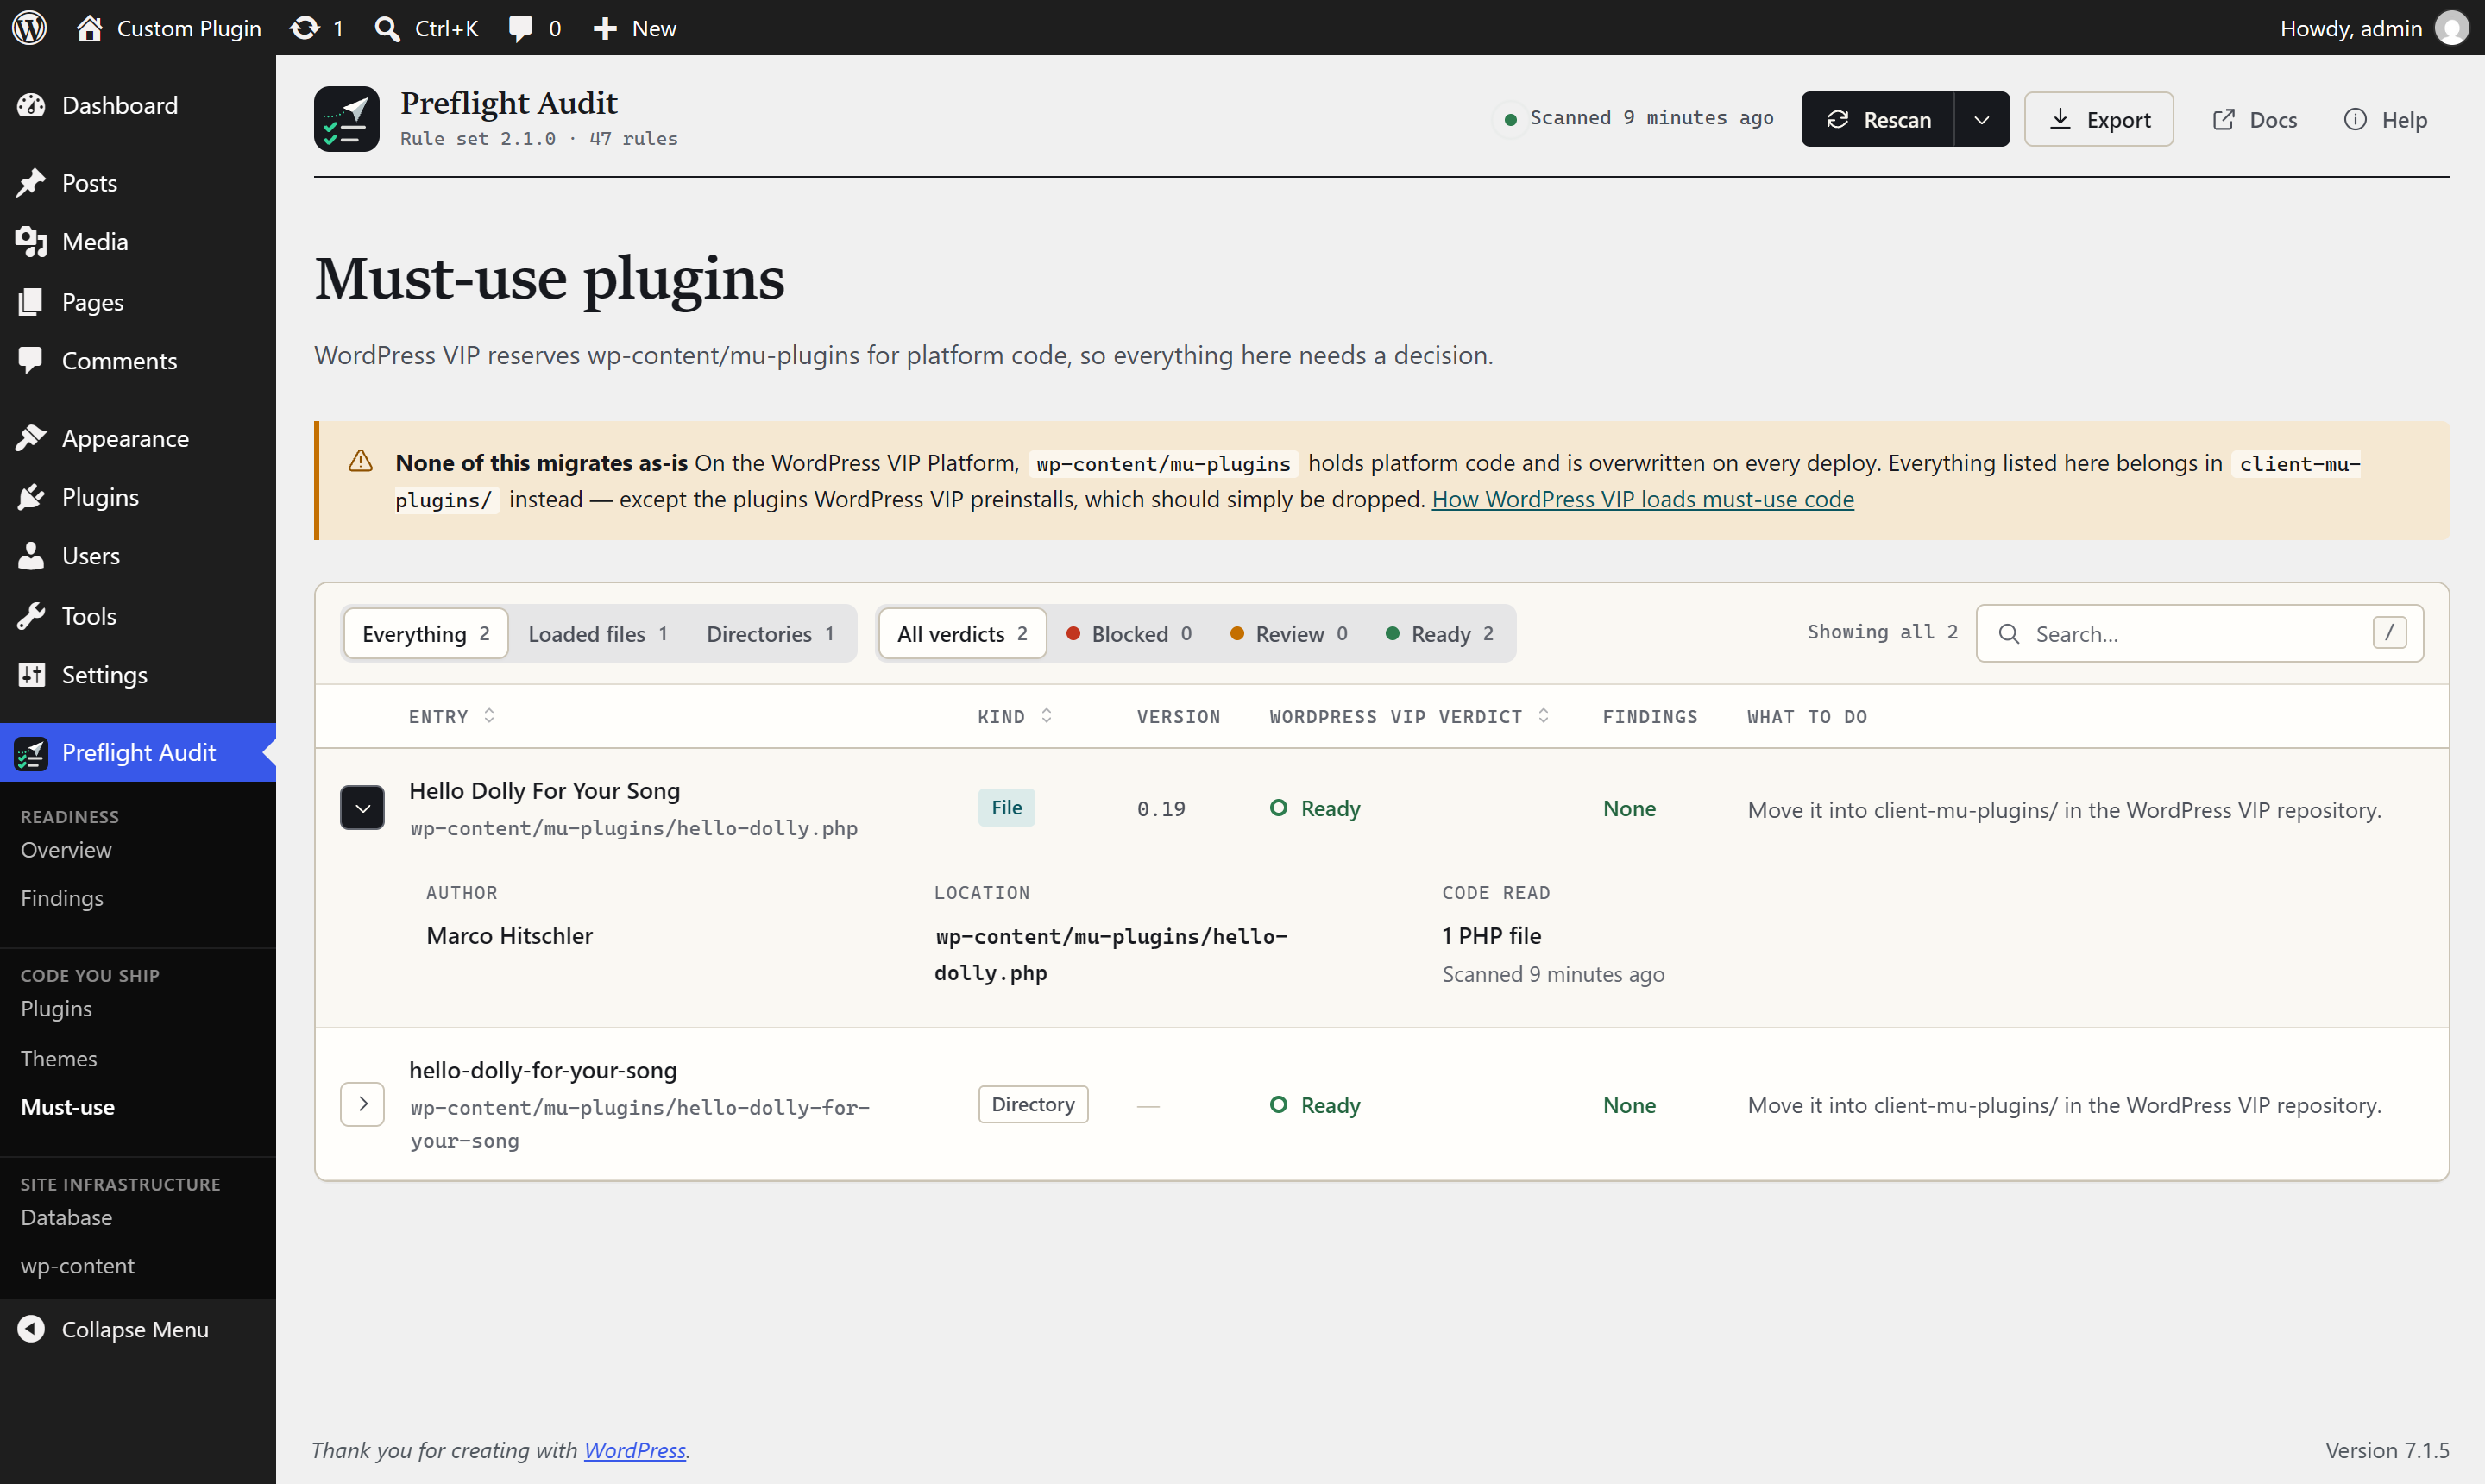 Custom Plugin 1 Ctrl+K 0 New Howdy, admin
Dashboard
Posts
Media
Pages
Comments
Appearance
Plugins
Users
Tools
Settings
Preflight Audit
READINESS
Overview
Findings
CODE YOU SHIP
Plugins
Themes
Must-use
SITE INFRASTRUCTURE
Database
wp-content
Collapse Menu
Preflight Audit
Rule set 2.1.0 · 47 rules
Scanned 9 minutes ago Rescan Export Docs Help
Must-use plugins
WordPress VIP reserves wp-content/mu-plugins for platform code, so everything here needs a decision.
None of this migrates as-is On the WordPress VIP Platform, wp-content/mu-plugins holds platform code and is overwritten on every deploy. Everything listed here belongs in client-mu-
plugins/ instead — except the plugins WordPress VIP preinstalls, which should simply be dropped. How WordPress VIP loads must-use code
Everything 2 Loaded files 1 Directories 1 All verdicts 2 Blocked 0 Review 0 Ready 2 Showing all 2 Search... /
ENTRY KIND VERSION WORDPRESS VIP VERDICT FINDINGS WHAT TO DO
Hello Dolly For Your Song
wp-content/mu-plugins/hello-dolly.php
File 0.19 Ready None Move it into client-mu-plugins/ in the WordPress VIP repository.
AUTHOR LOCATION CODE READ
Marco Hitschler wp-content/mu-plugins/hello- 1 PHP file
dolly.php Scanned 9 minutes ago
hello-dolly-for-your-song
wp-content/mu-plugins/hello-dolly-for-
your-song
Directory — Ready None Move it into client-mu-plugins/ in the WordPress VIP repository.
Thank you for creating with WordPress. Version 7.1.5